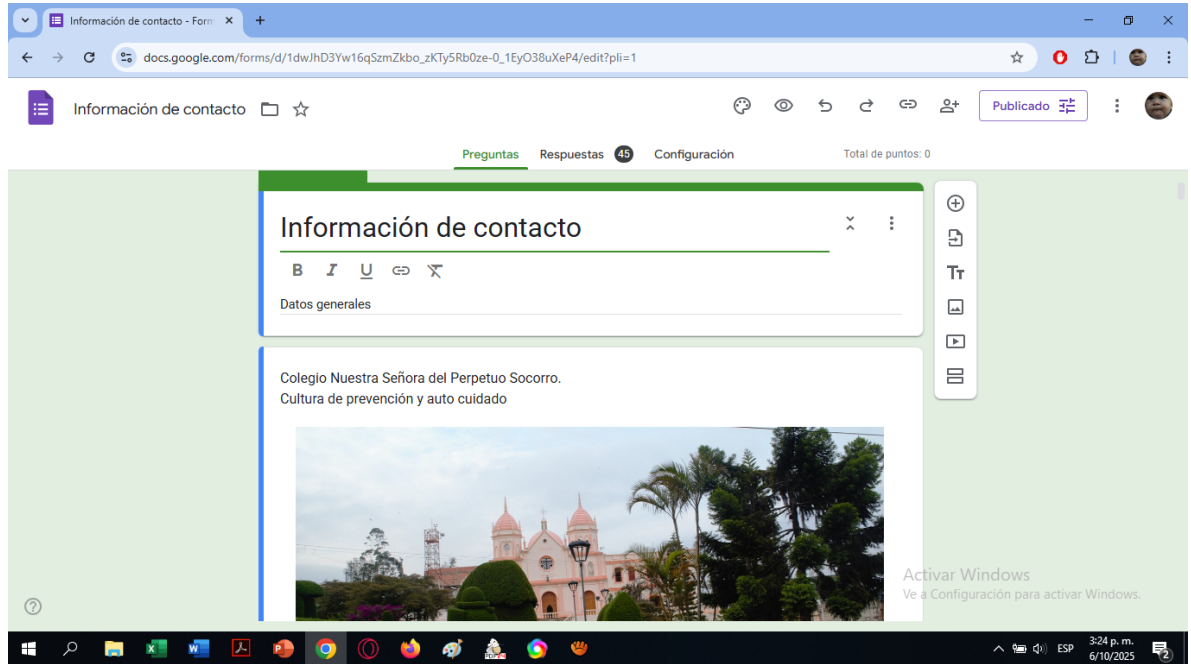 Información de contacto - Form
docs.google.com/forms/d/1dwJhD3Yw16qSzmZkbo_zKTy5Rb0ze-0_1EyO38uXeP4/edit?pli=1
Información de contacto
Publicado
Preguntas
Respuestas 45
Configuración
Total de puntos: 0
Información de contacto
B I U
Datos generales
Tт
Colegio Nuestra Señora del Perpetuo Socorro.
Cultura de prevención y auto cuidado
Activar Windows
Ve a Configuración para activar Windows.
ESP
3:24 p. m.
6/10/2025
2